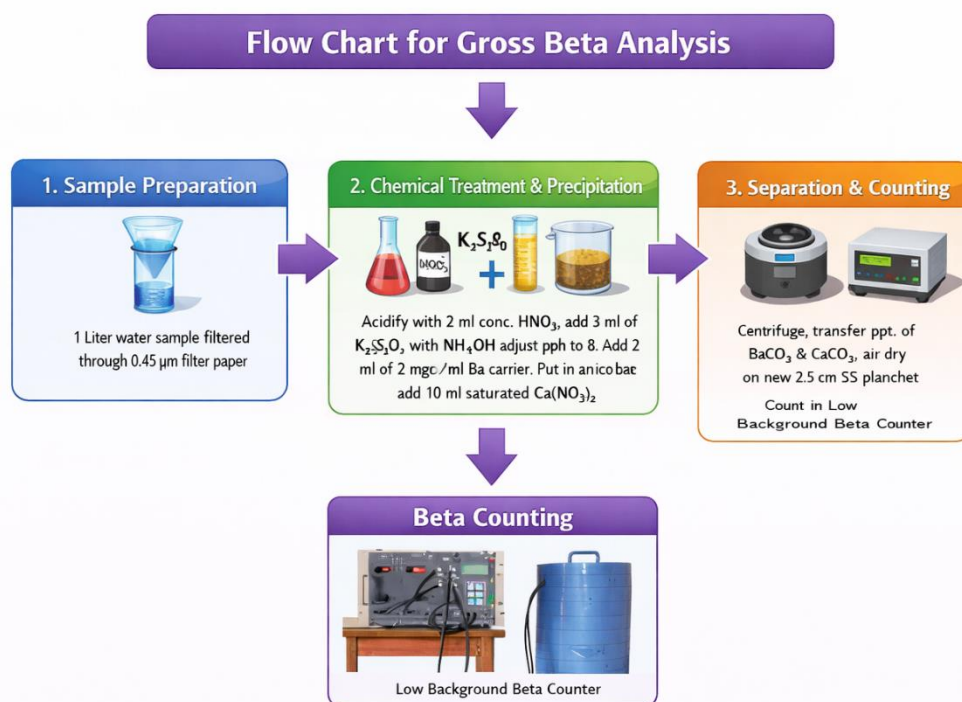 Flow Chart for Gross Beta Analysis
1. Sample Preparation
1 Liter water sample filtered
through 0.45 µm filter paper
2. Chemical Treatment & Precipitation
Acidify with 2 ml conc. HNO₃, add 3 ml of
with NH₄OH adjust pph to 8. Add 2
ml of 2 mgc/ml Ba carrier. Put in
add 10 ml saturated Ca(NO₃)₂
3. Separation & Counting
Centrifuge, transfer ppt. of
BaCO₃ & CaCO₃, air dry
on new 2.5 cm SS planchet
Count in Low
Background Beta Counter
Beta Counting
Low Background Beta Counter